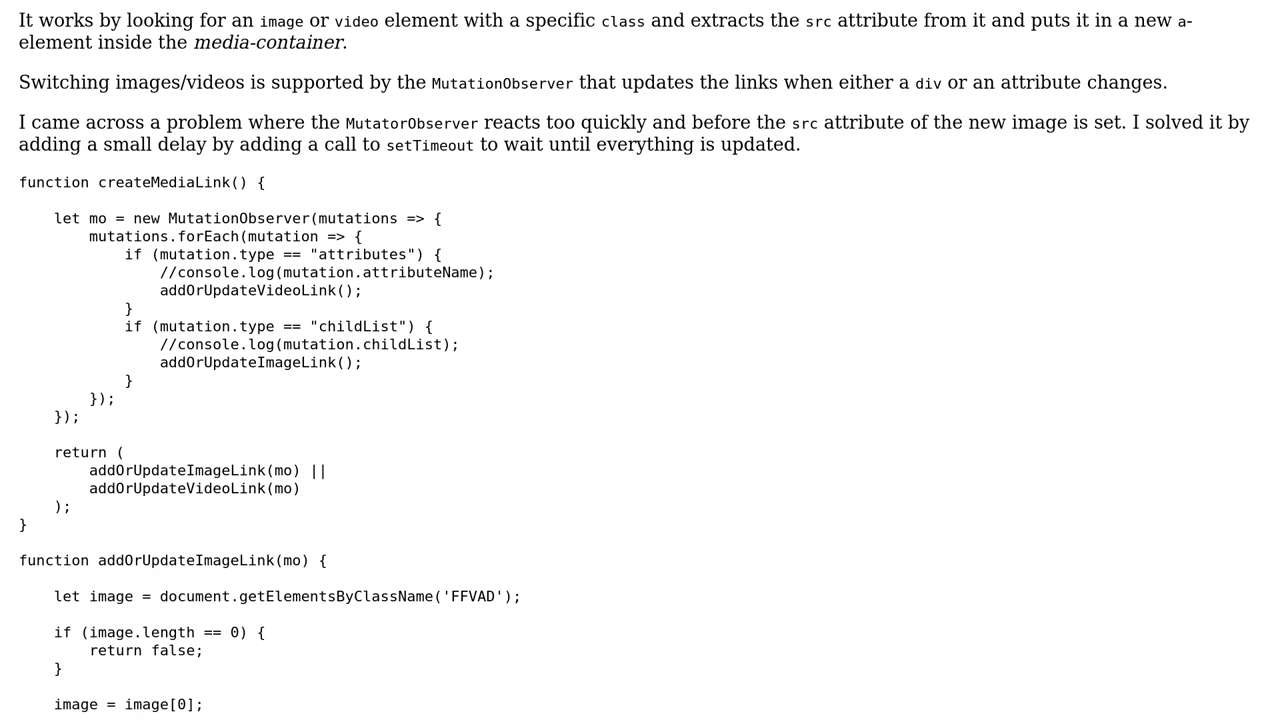 It works by looking for an image or video element with a specific class and extracts the src attribute from it and puts it in a new a-
element inside the media-container.
Switching images/videos is supported by the MutationObserver that updates the links when either a div or an attribute changes.
I came across a problem where the MutatorObserver reacts too quickly and before the src attribute of the new image is set. I solved it by
adding a small delay by adding a call to setTimeout to wait until everything is updated.
function createMediaLink() {
    let mo = new MutationObserver(mutations => {
        mutations.forEach(mutation => {
            if (mutation.type == "attributes") {
                //console.log(mutation.attributeName);
                addOrUpdateVideoLink();
            }
            if (mutation.type == "childList") {
                //console.log(mutation.childList);
                addOrUpdateImageLink();
            }
        });
    });
    return (
        addOrUpdateImageLink(mo) ||
        addOrUpdateVideoLink(mo)
    );
}
function addOrUpdateImageLink(mo) {
    let image = document.getElementsByClassName('FFVAD');
    if (image.length == 0) {
        return false;
    }
    image = image[0];